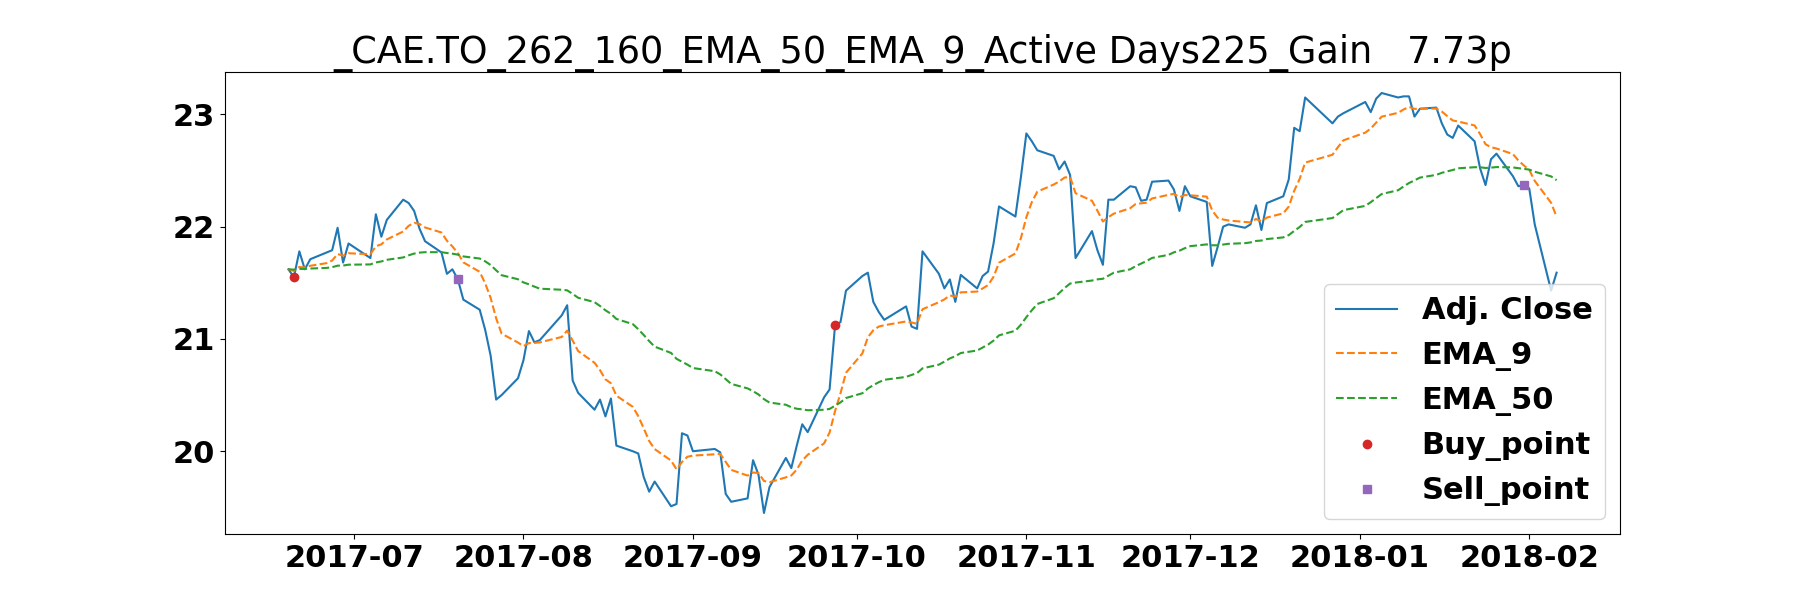 _CAE.TO_262_160_EMA_50_EMA_9_Active Days225_Gain   7.73p
23
22
21
20
Adj. Close
EMA_9
EMA_50
Buy_point
Sell_point
2017-07 2017-08 2017-09 2017-10 2017-11 2017-12 2018-01 2018-02